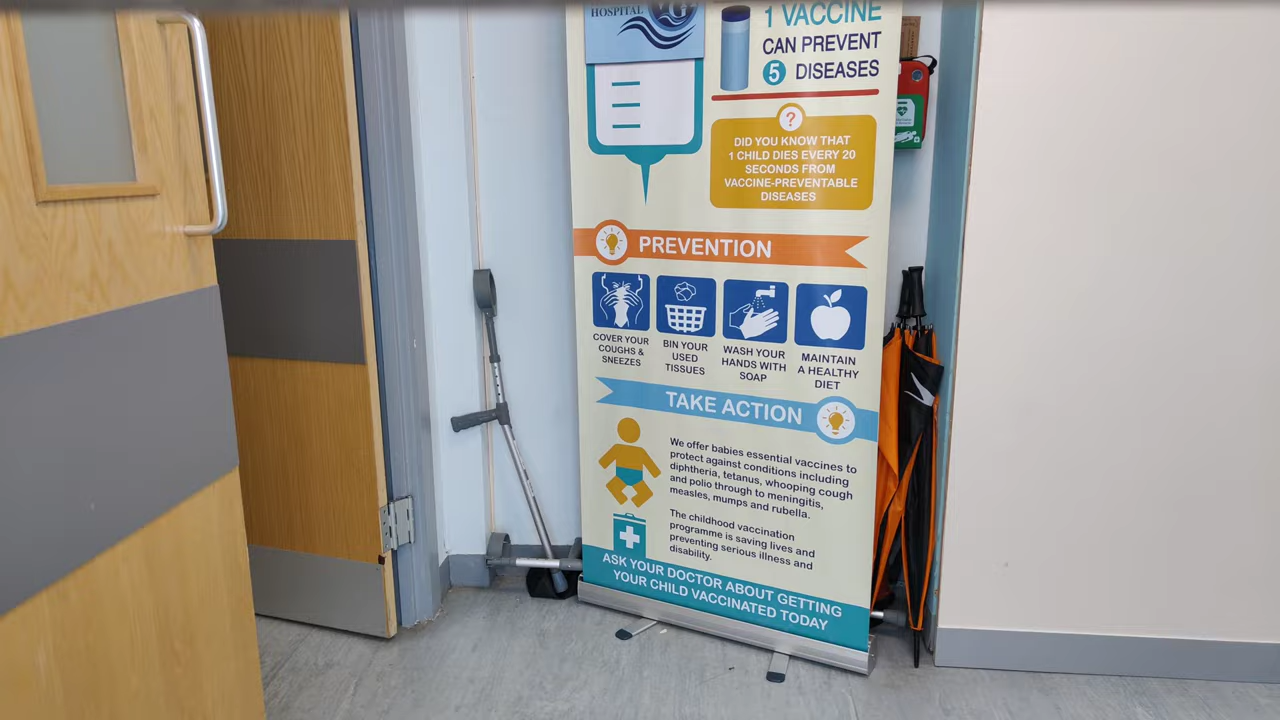 HOSPITAL
1 VACCINE
CAN PREVENT
5 DISEASES
?
DID YOU KNOW THAT
1 CHILD DIES EVERY 20
SECONDS FROM
VACCINE-PREVENTABLE
DISEASES
PREVENTION
COVER YOUR
COUGHS &
SNEEZES
BIN YOUR
USED
TISSUES
WASH YOUR
HANDS WITH
SOAP
MAINTAIN
A HEALTHY
DIET
TAKE ACTION
We offer babies essential vaccines to
protect against conditions including
diphtheria, tetanus, whooping cough
and polio through to meningitis,
measles, mumps and rubella.
The childhood vaccination
programme is saving lives and
preventing serious illness and
disability.
ASK YOUR DOCTOR ABOUT GETTING
YOUR CHILD VACCINATED TODAY